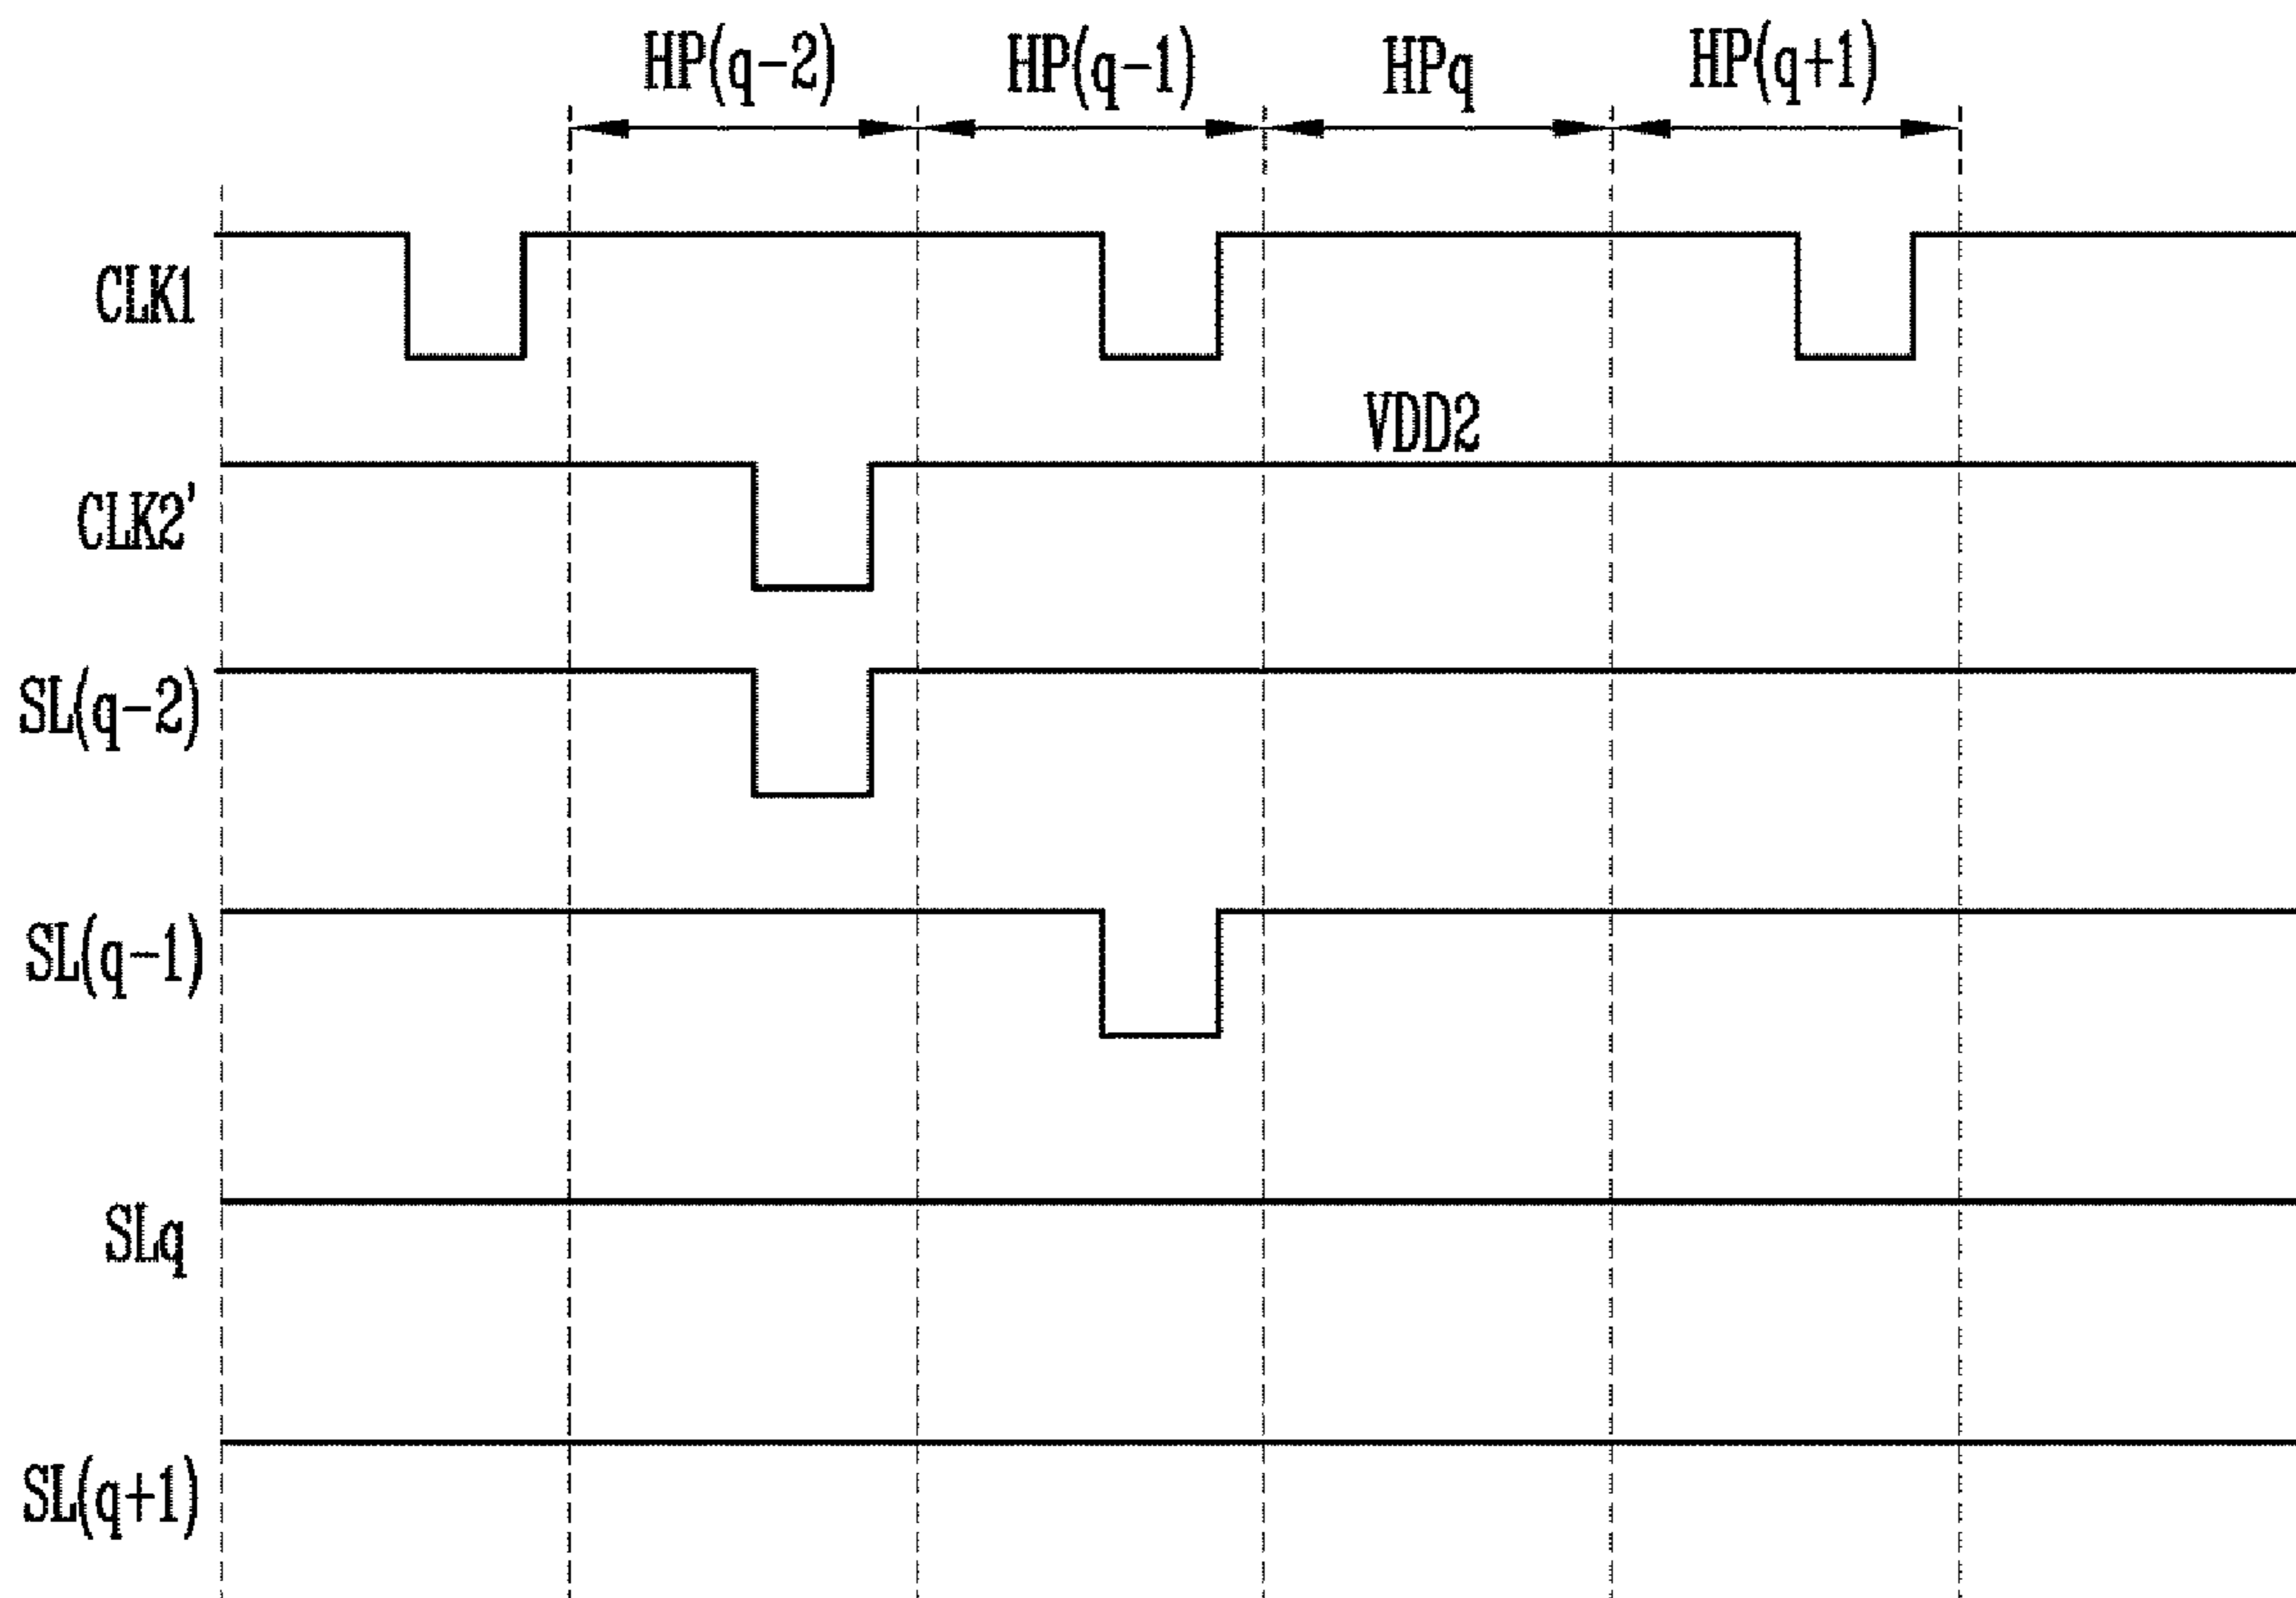 HP(q-2) HP(q-1) HPq HP(q+1)
CLK1
VDD2
CLK2'
SL(q-2)
SL(q-1)
SLq
SL(q+1)